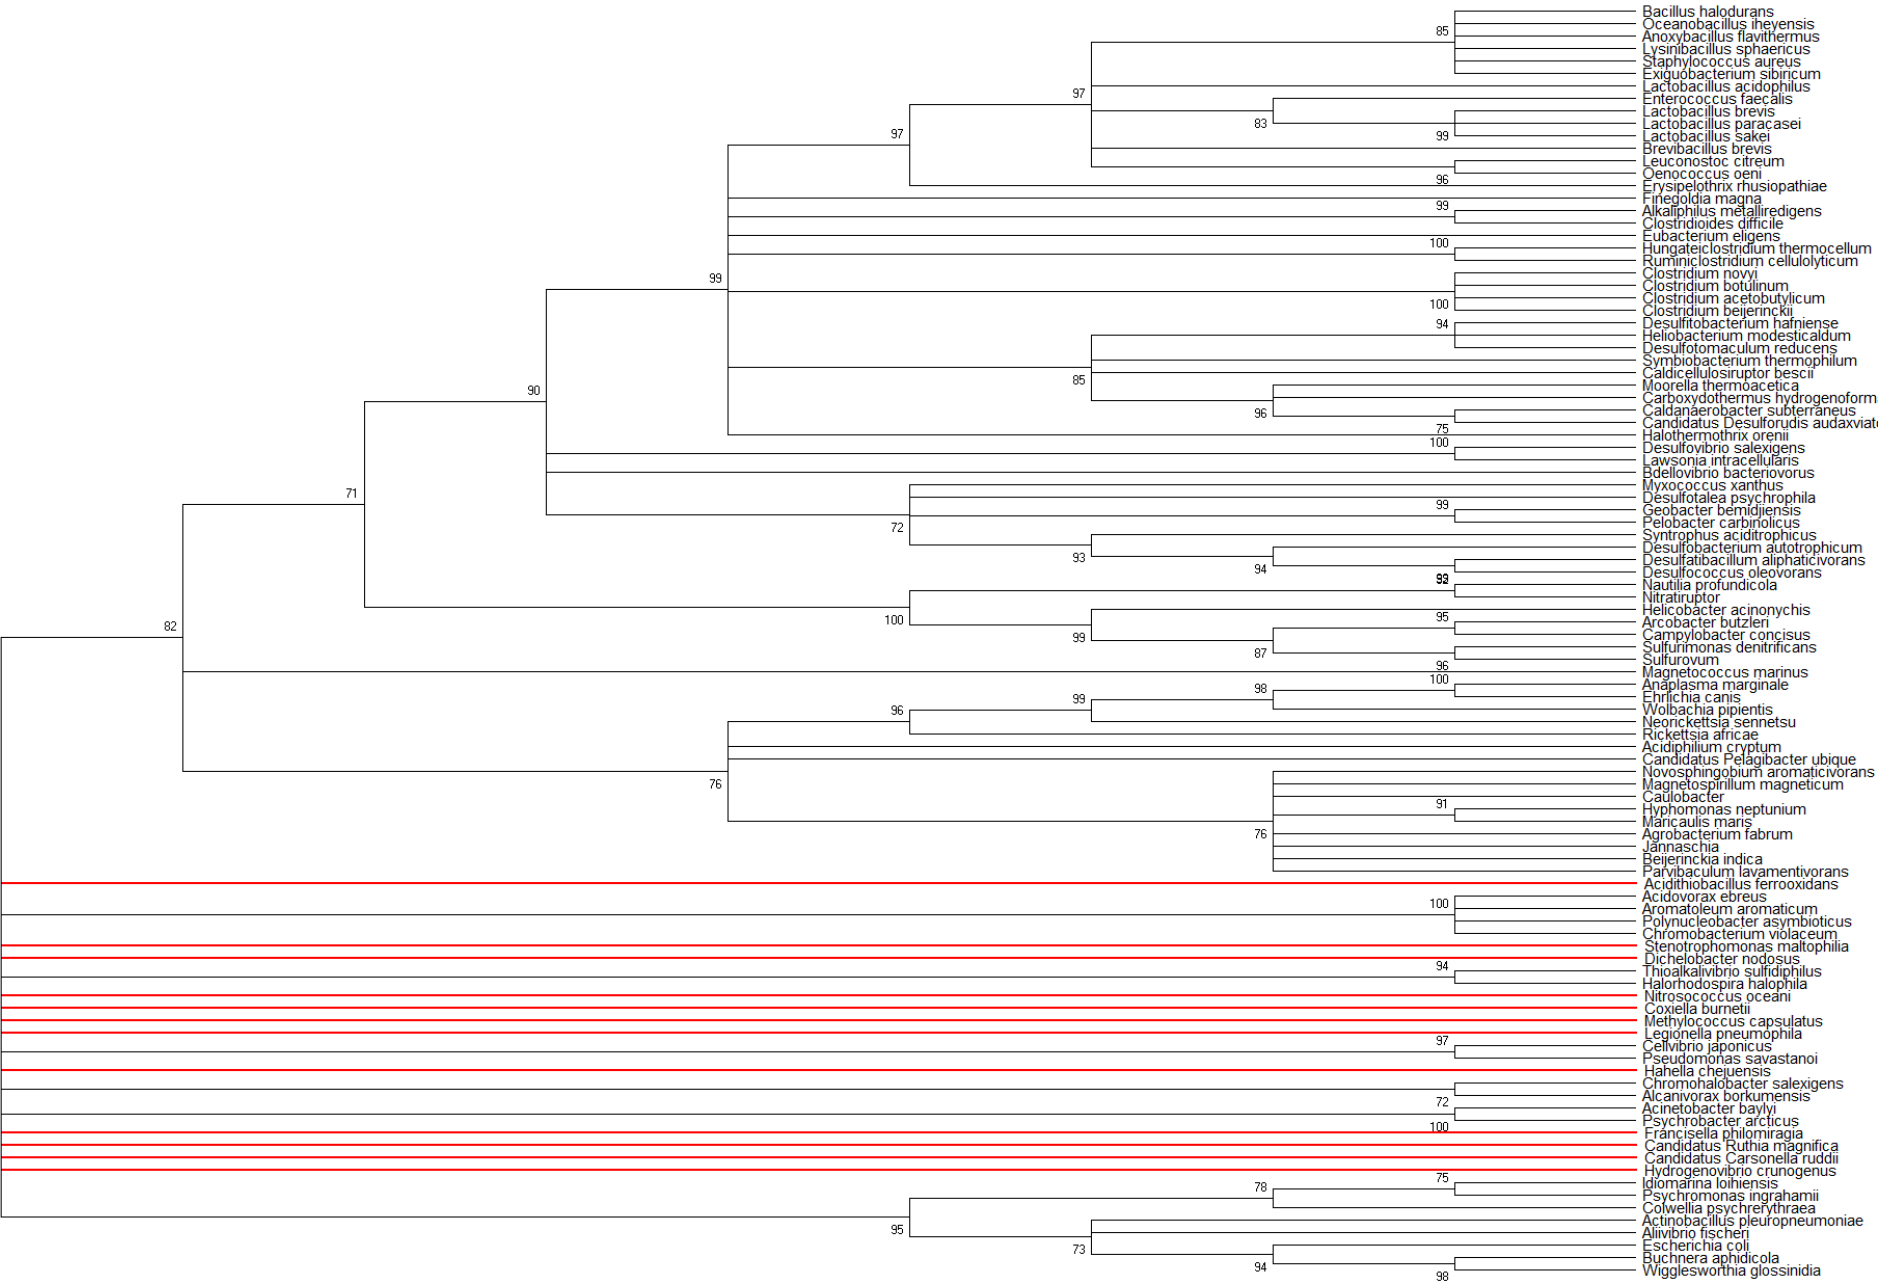 Bacillus halodurans
Oceanobacillus iheyensis
85
Anoxybacillus flavithermus
Lysinibacillus sphaericus
Staphylococcus aureus
Exiguobacterium sibiricum
Lactobacillus acidophilus
97
Enterococcus faecalis
Lactobacillus brevis
83
Lactobacillus paracasei
97
99
Lactobacillus sakei
Brevibacillus brevis
Leuconostoc citreum
Oenococcus oeni
96
Erysipelothrix rhusiopathiae
Finegoldia magna
99
Alkaliphilus metalliredigens
Clostridioides difficile
Eubacterium eligens
100
Hungateiclostridium thermocellum
Ruminiclostridium cellulolyticum
99
Clostridium novyi
Clostridium botulinum
Clostridium acetobutylicum
100
Clostridium beijerinckii
94
Desulfitobacterium hafniense
Heliobacterium modesticaldum
Desulfotomaculum reducens
Symbiobacterium thermophilum
85
Caldicellulosiruptor bescii
90
Moorella thermoacetica
Carboxydothermus hydrogenoform
96
Caldanaerobacter subterraneus
75
Candidatus Desulforudis audaxviat
Halothermothrix orenii
100
Desulfovibrio salexigens
Lawsonia intracellularis
Bdellovibrio bacteriovorus
71
Myxococcus xanthus
Desulfotalea psychrophila
99
Geobacter bemidjiensis
72
Pelobacter carbinolicus
Syntrophus aciditrophicus
93
Desulfobacterium autotrophicum
94
Desulfatibacillum aliphaticivorans
Desulfococcus oleovorans
Nautilia profundicola
Nitratiruptor
Helicobacter acinonychis
100
95
Arcobacter butzleri
82
99
Campylobacter concisus
87
Sulfurimonas denitrificans
96
Sulfurovum
Magnetococcus marinus
100
Anaplasma marginale
98
Ehrlichia canis
99
Wolbachia pipientis
96
Neorickettsia sennetsu
Rickettsia africae
Acidiphilium cryptum
Candidatus Pelagibacter ubique
Novosphingobium aromaticivorans
76
Magnetospirillum magneticum
Caulobacter
91
Hyphomonas neptunium
Maricaulis maris
76
Agrobacterium fabrum
Jannaschia
Beijerinckia indica
Parvibaculum lavamentivorans
Acidithiobacillus ferrooxidans
Acidovorax ebreus
100
Aromatoleum aromaticum
Polynucleobacter asymbioticus
Chromobacterium violaceum
Stenotrophomonas maltophilia
Dichelobacter nodosus
94
Thioalkalivibrio sulfidiphilus
Halorhodospira halophila
Nitrosococcus oceani
Coxiella burnetii
Methylococcus capsulatus
Legionella pneumophila
97
Cellvibrio japonicus
Pseudomonas savastanoi
Hahella chejuensis
Chromohalobacter salexigens
Alcanivorax borkumensis
72
Acinetobacter baylyi
Psychrobacter arcticus
100
Francisella philomiragia
Candidatus Ruthia magnifica
Candidatus Carsonella ruddii
Hydrogenovibrio crunogenus
75
Idiomarina loihiensis
78
Psychromonas ingrahamii
Colwellia psychrerythraea
Actinobacillus pleuropneumoniae
95
Aliivibrio fischeri
73
Escherichia coli
Buchnera aphidicola
94
98
Wigglesworthia glossinidia